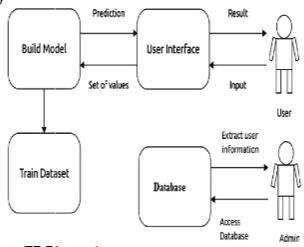 Prediction
Result
Build Model
User Interface
Set of values
Input
User
Extract user
information
Train Dataset
Database
Access
Database
Admin